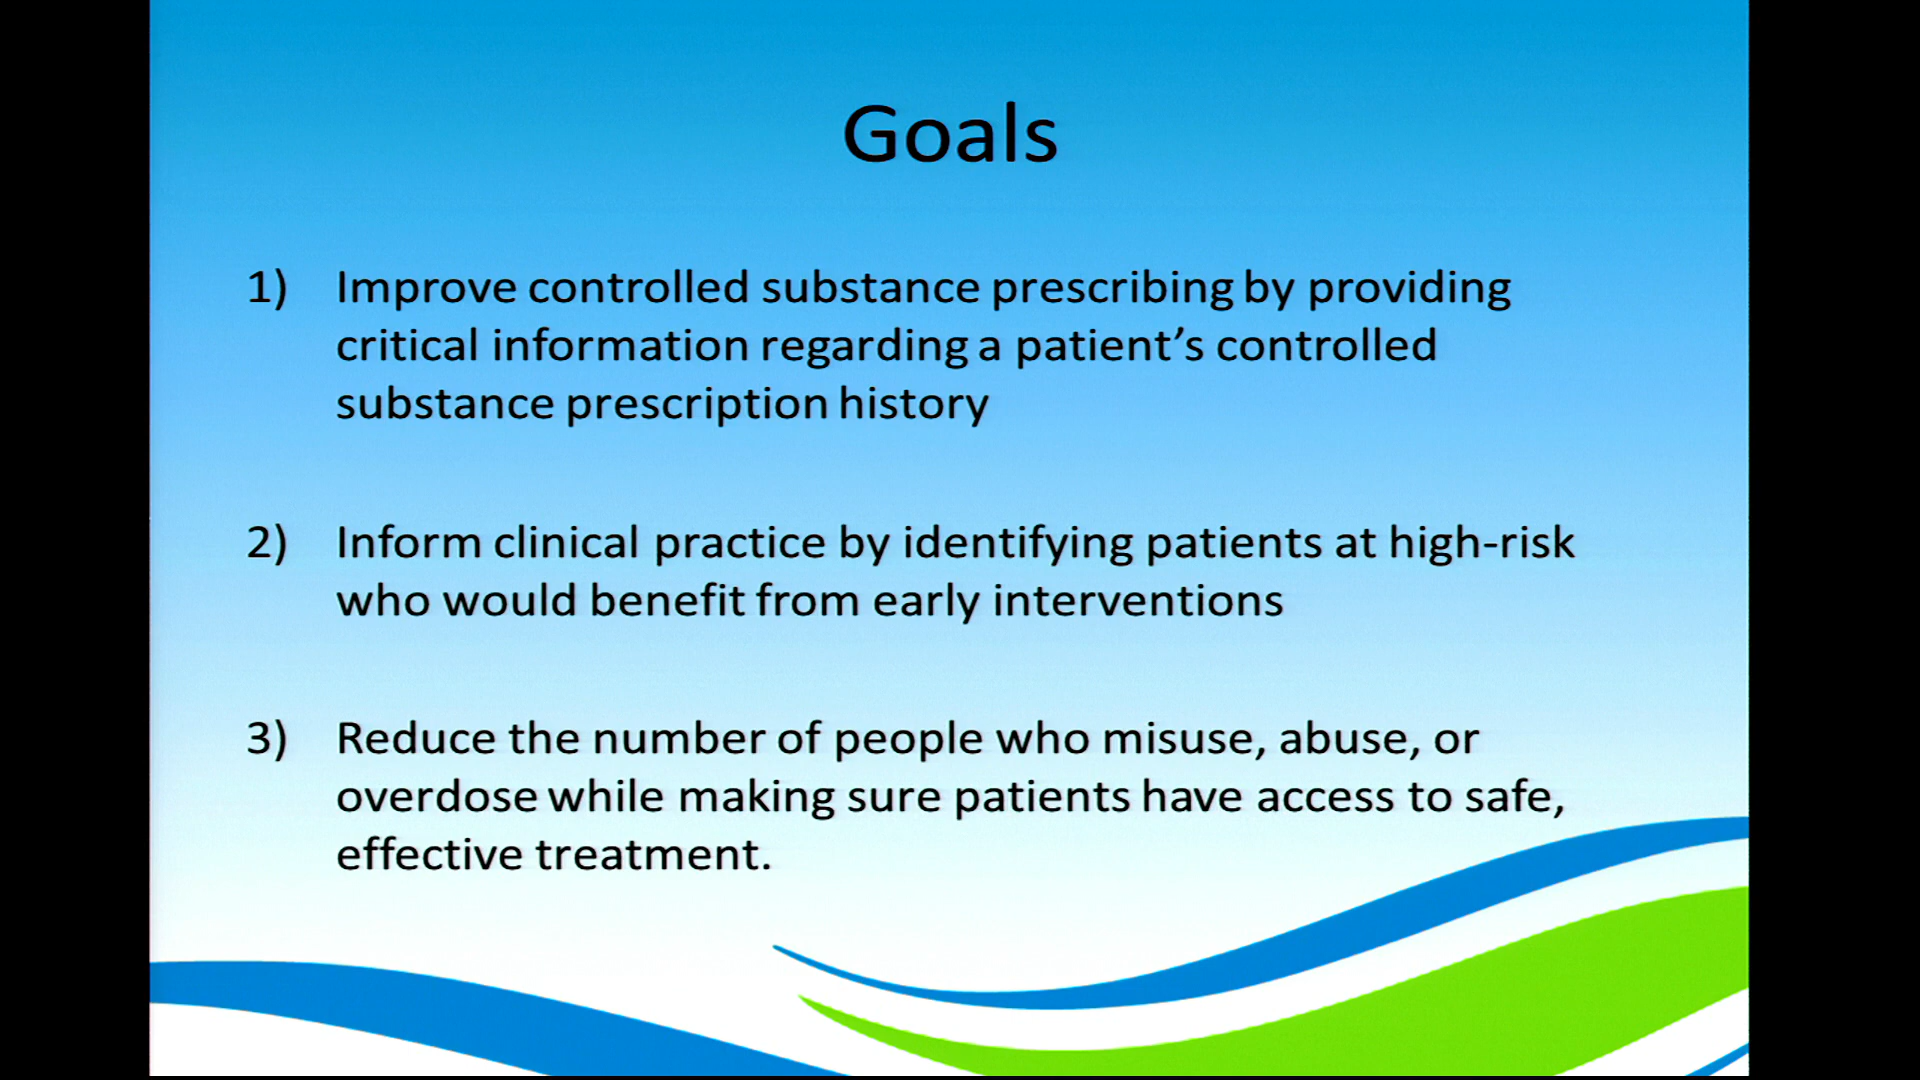 Goals
1) Improve controlled substance prescribing by providing
critical information regarding a patient’s controlled
substance prescription history
2) Inform clinical practice by identifying patients at high-risk
who would benefit from early interventions
3) Reduce the number of people who misuse, abuse, or
overdose while making sure patients have access to safe,
effective treatment.